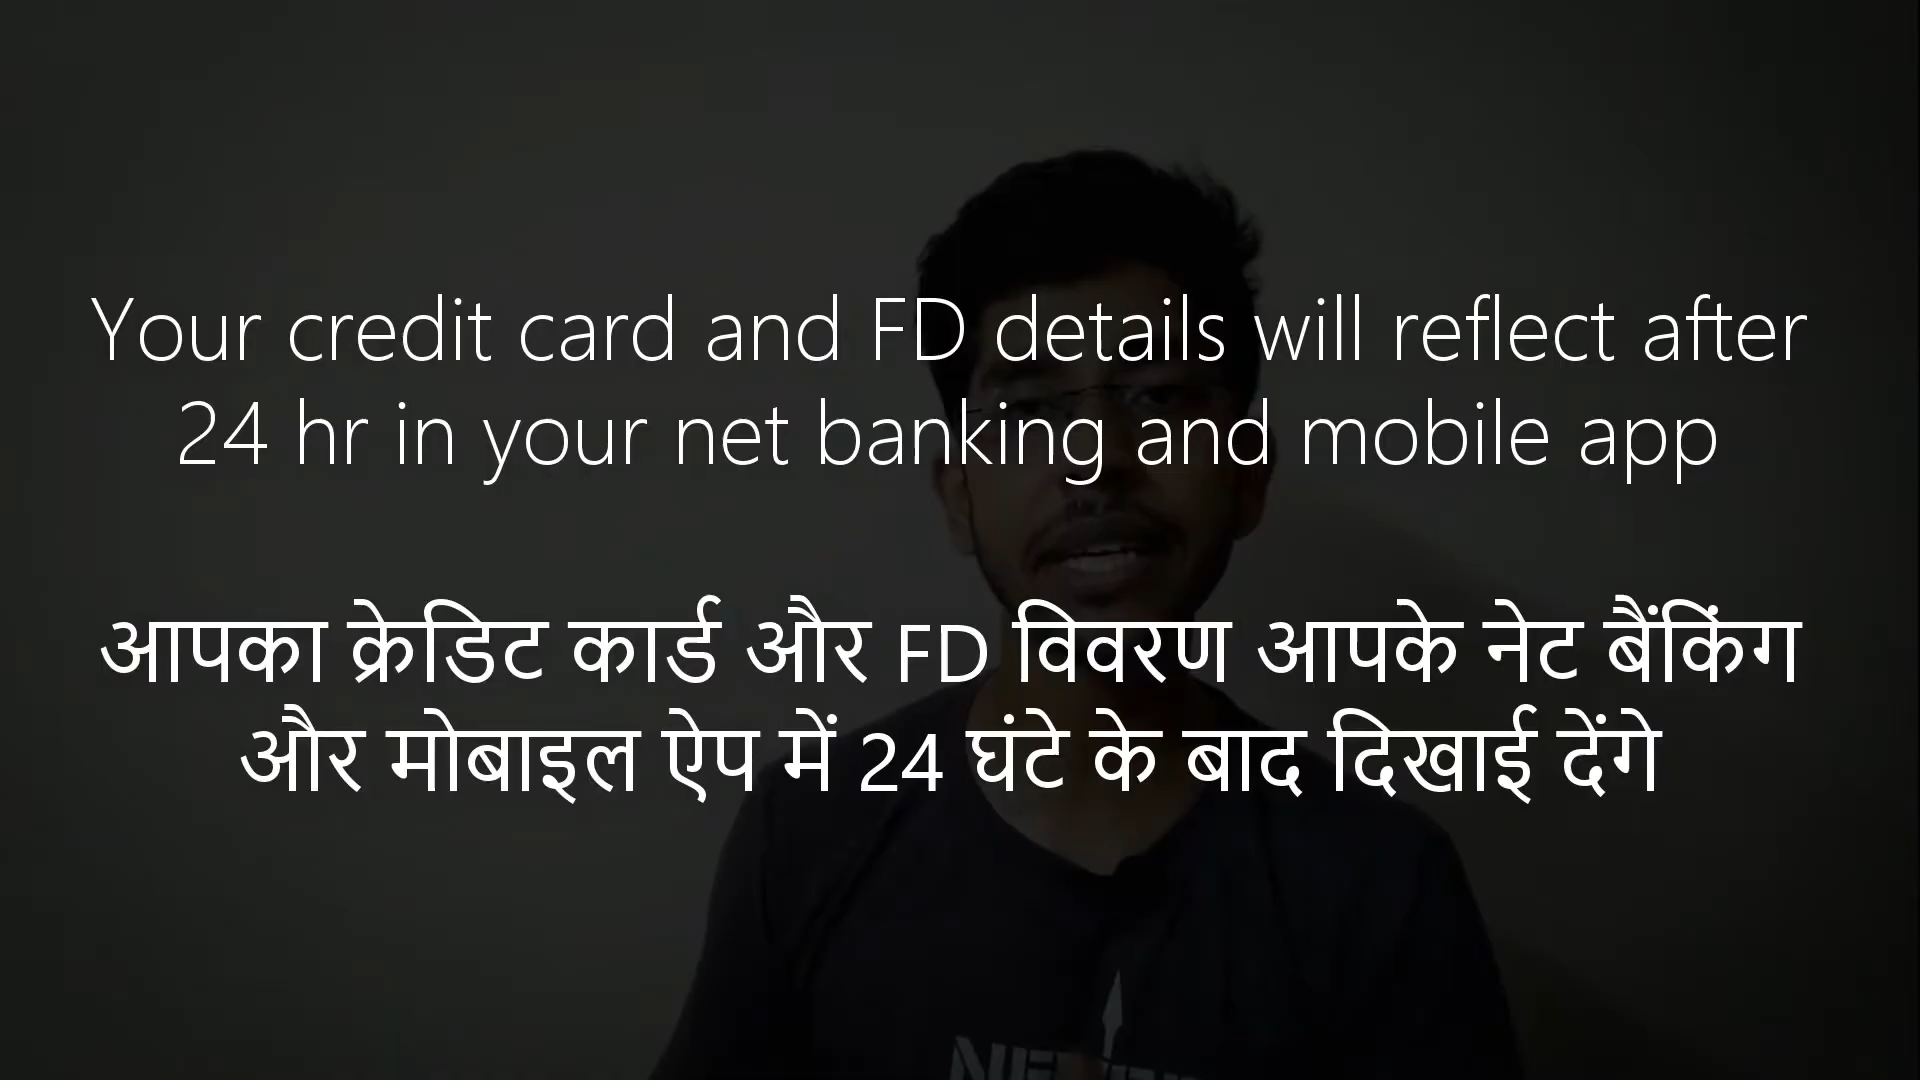 Your credit card and FD details will reflect after
24 hr in your net banking and mobile app
आपका क्रेडिट कार्ड और FD विवरण आपके नेट बैंकिंग
और मोबाइल ऐप में 24 घंटे के बाद दिखाई देंगे